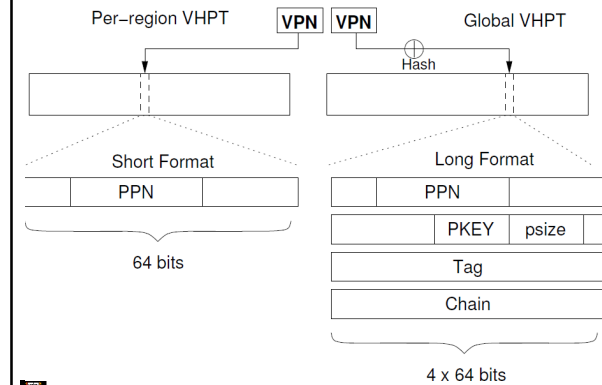 Per-region VHPT
VPN
VPN
Global VHPT
Hash
Short Format
PPN
64 bits
Long Format
PPN
PKEY
psize
Tag
Chain
4 x 64 bits